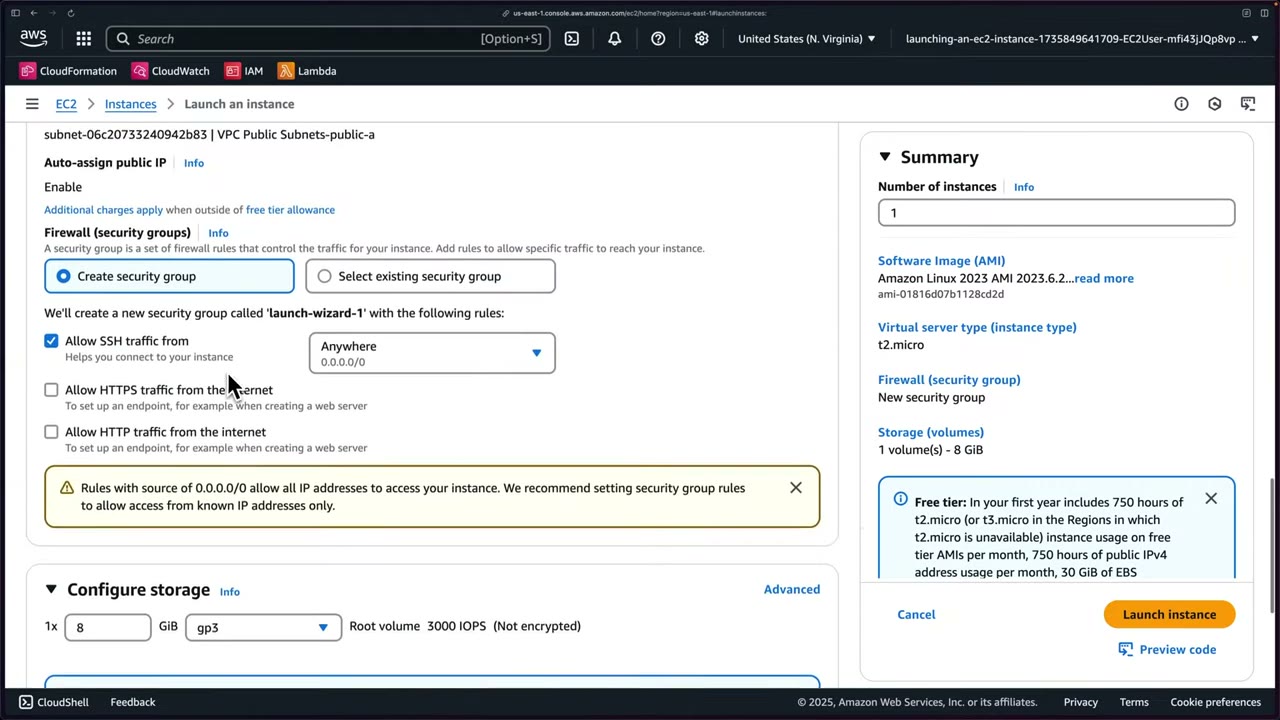 us-east-1.console.aws.amazon.com/ec2/home?region=us-east-1#launchinstances:
aws
Search
[Option+S]
United States (N. Virginia)
launching-an-ec2-instance-1735849641709-EC2User-mfi43jJQp8vp ...
CloudFormation
CloudWatch
IAM
Lambda
EC2 > Instances > Launch an instance
subnet-06c20733240942b83 | VPC Public Subnets-public-a
Auto-assign public IP | Info
Enable
Additional charges apply when outside of free tier allowance
Firewall (security groups) | Info
A security group is a set of firewall rules that control the traffic for your instance. Add rules to allow specific traffic to reach your instance.
Create security group
Select existing security group
We'll create a new security group called 'launch-wizard-1' with the following rules:
Allow SSH traffic from
Helps you connect to your instance
Anywhere
0.0.0.0/0
Allow HTTPS traffic from the
To set up an endpoint, for example when creating a web server
Allow HTTP traffic from the internet
To set up an endpoint, for example when creating a web server
Rules with source of 0.0.0.0/0 allow all IP addresses to access your instance. We recommend setting security group rules
to allow access from known IP addresses only.
Configure storage Info
Advanced
1x 8 GiB gp3 Root volume 3000 IOPS (Not encrypted)
Summary
Number of instances | Info
1
Software Image (AMI)
Amazon Linux 2023 AMI 2023.6.2...read more
ami-01816d07b1128cd2d
Virtual server type (instance type)
t2.micro
Firewall (security group)
New security group
Storage (volumes)
1 volume(s) - 8 GiB
Free tier: In your first year includes 750 hours of
t2.micro (or t3.micro in the Regions in which
t2.micro is unavailable) instance usage on free
tier AMIs per month, 750 hours of public IPv4
address usage per month, 30 GiB of EBS
Cancel
Launch instance
Preview code
CloudShell
Feedback
© 2025, Amazon Web Services, Inc. or its affiliates.
Privacy
Terms
Cookie preferences